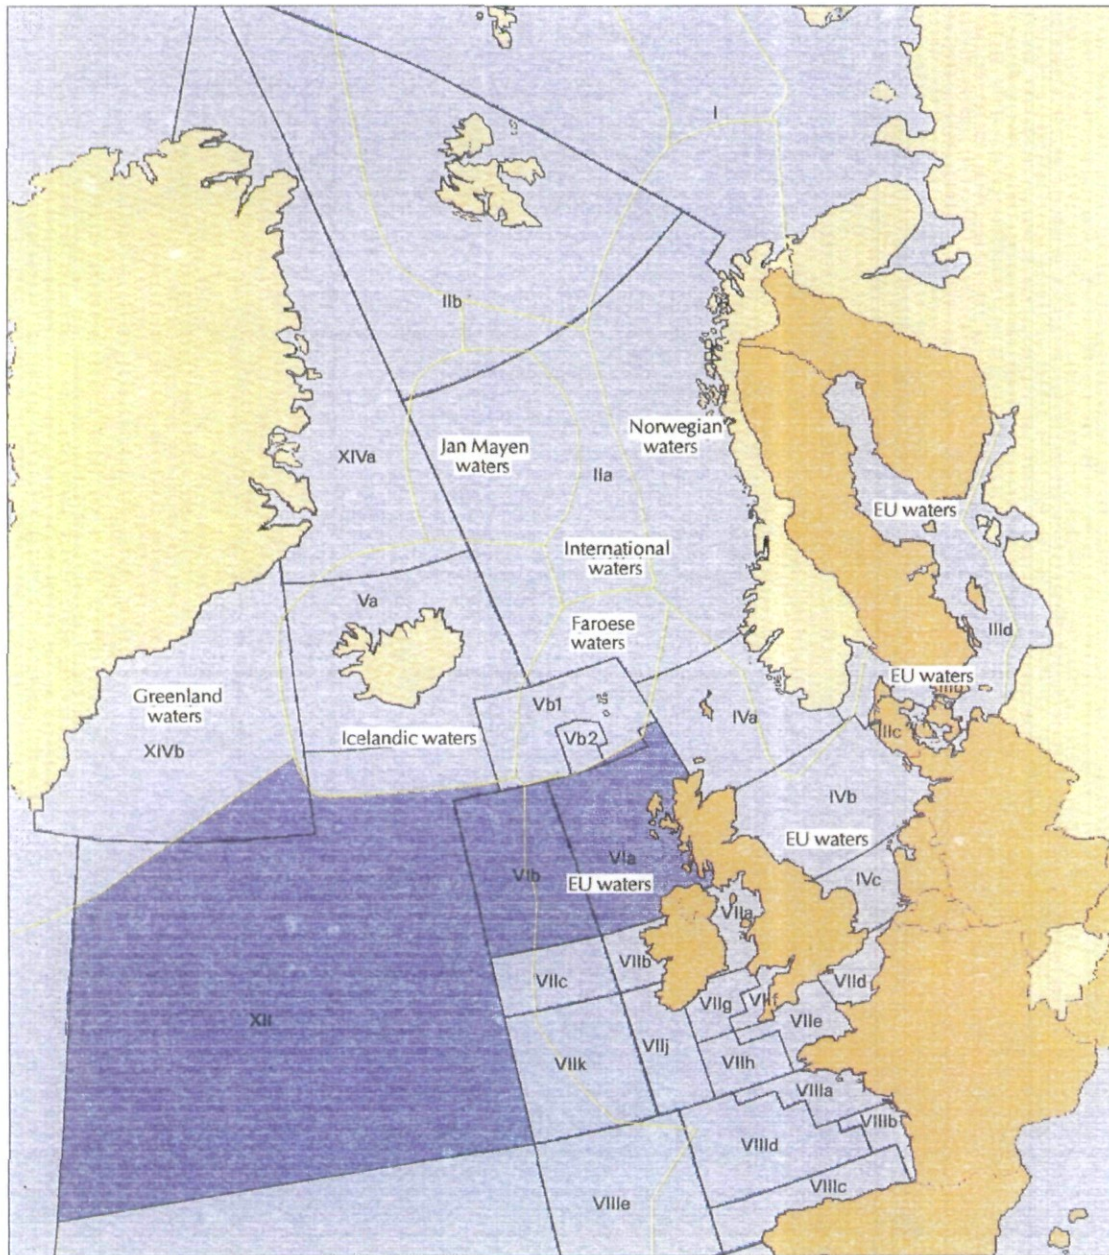 I
IIb
Norwegian
waters
Jan Mayen
waters
XIVa
IIa
EU waters
International
waters
Va
Faroese
waters
IIId
EU waters
Greenland
waters
XIVb
Vb1
IVa
Icelandic waters
Vb2
IIc
IVb
EU waters
VIa
VIb
EU waters
IVc
VIIa
VIIb
VIIc
VIId
VIIg
VIIf
XII
VIIe
VIIj
VIIk
VIIh
VIIIa
VIIIb
VIIId
VIIIc
VIIIe